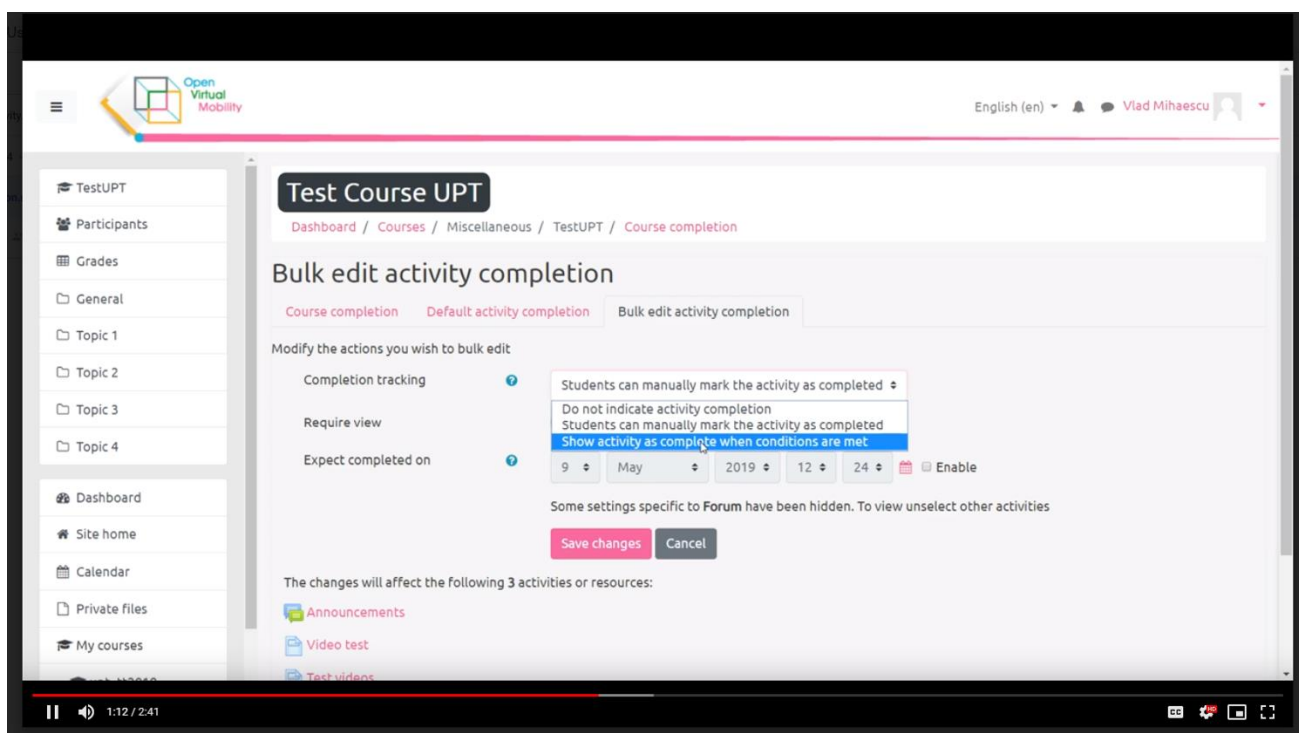 Open
Virtual
Mobility
English (en)
Vlad Mihaescu
TestUPT
Participants
Grades
General
Topic 1
Topic 2
Topic 3
Topic 4
Dashboard
Site home
Calendar
Private files
My courses
Test Course UPT
Dashboard / Courses / Miscellaneous / TestUPT / Course completion
Bulk edit activity completion
Course completion Default activity completion Bulk edit activity completion
Modify the actions you wish to bulk edit
Completion tracking Students can manually mark the activity as completed
Do not indicate activity completion
Students can manually mark the activity as completed
Show activity as complete when conditions are met
Require view
Expect completed on 9 May 2019 12 24 Enable
Some settings specific to Forum have been hidden. To view unselect other activities
Save changes Cancel
The changes will affect the following 3 activities or resources:
Announcements
Video test
Test videos
1:12 / 2:41
CC HD